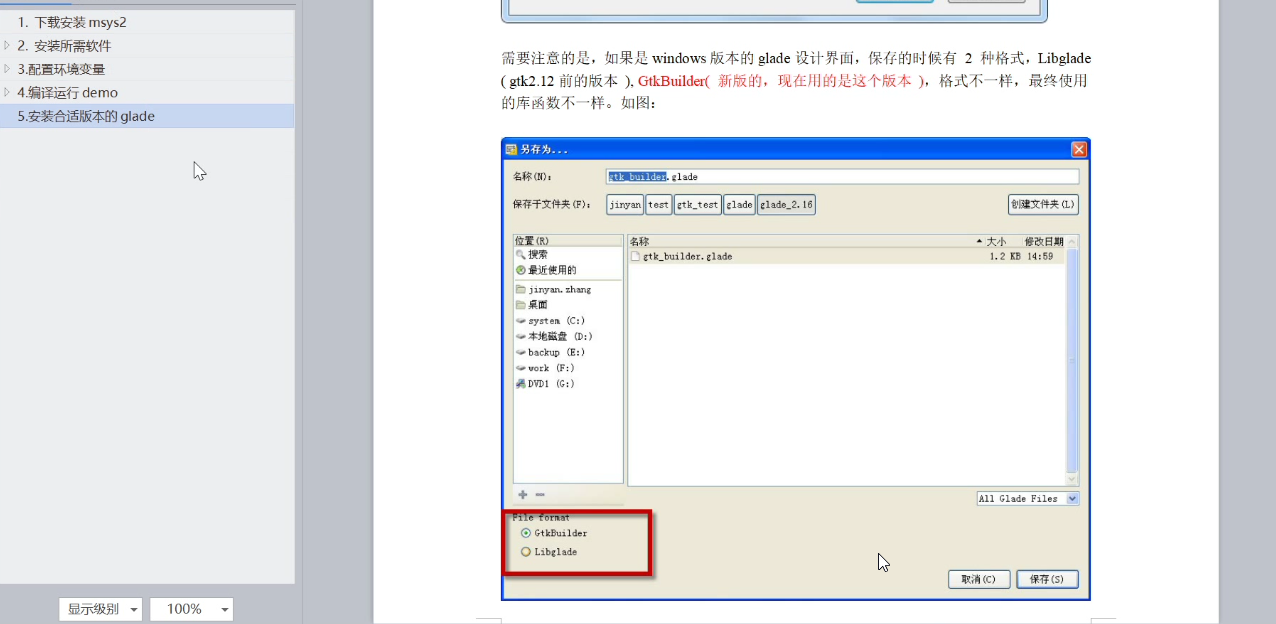 1. 下载安装 msys2
2. 安装所需软件
3.配置环境变量
4.编译运行 demo
5.安装合适版本的 glade
显示级别
100%
需要注意的是，如果是 windows 版本的 glade 设计界面，保存的时候有 2 种格式，Libglade
( gtk2.12 前的版本 ), GtkBuilder( 新版的，现在用的是这个版本 )，格式不一样，最终使用
的库函数不一样。如图：
另存为...
名称(N):
gtk_builder.glade
保存子文件夹(F):
jinyan test gtk_test glade glade_2.16
创建文件夹(L)
位置(R)
搜索
最近使用的
jinyan.zhang
桌面
system (C:)
本地磁盘 (D:)
backup (E:)
work (F:)
DVD1 (G:)
名称 大小 修改日期
gtk_builder.glade 1.2 KB 14:59
All Glade Files
File format
GtkBuilder
Libglade
取消(C) 保存(S)